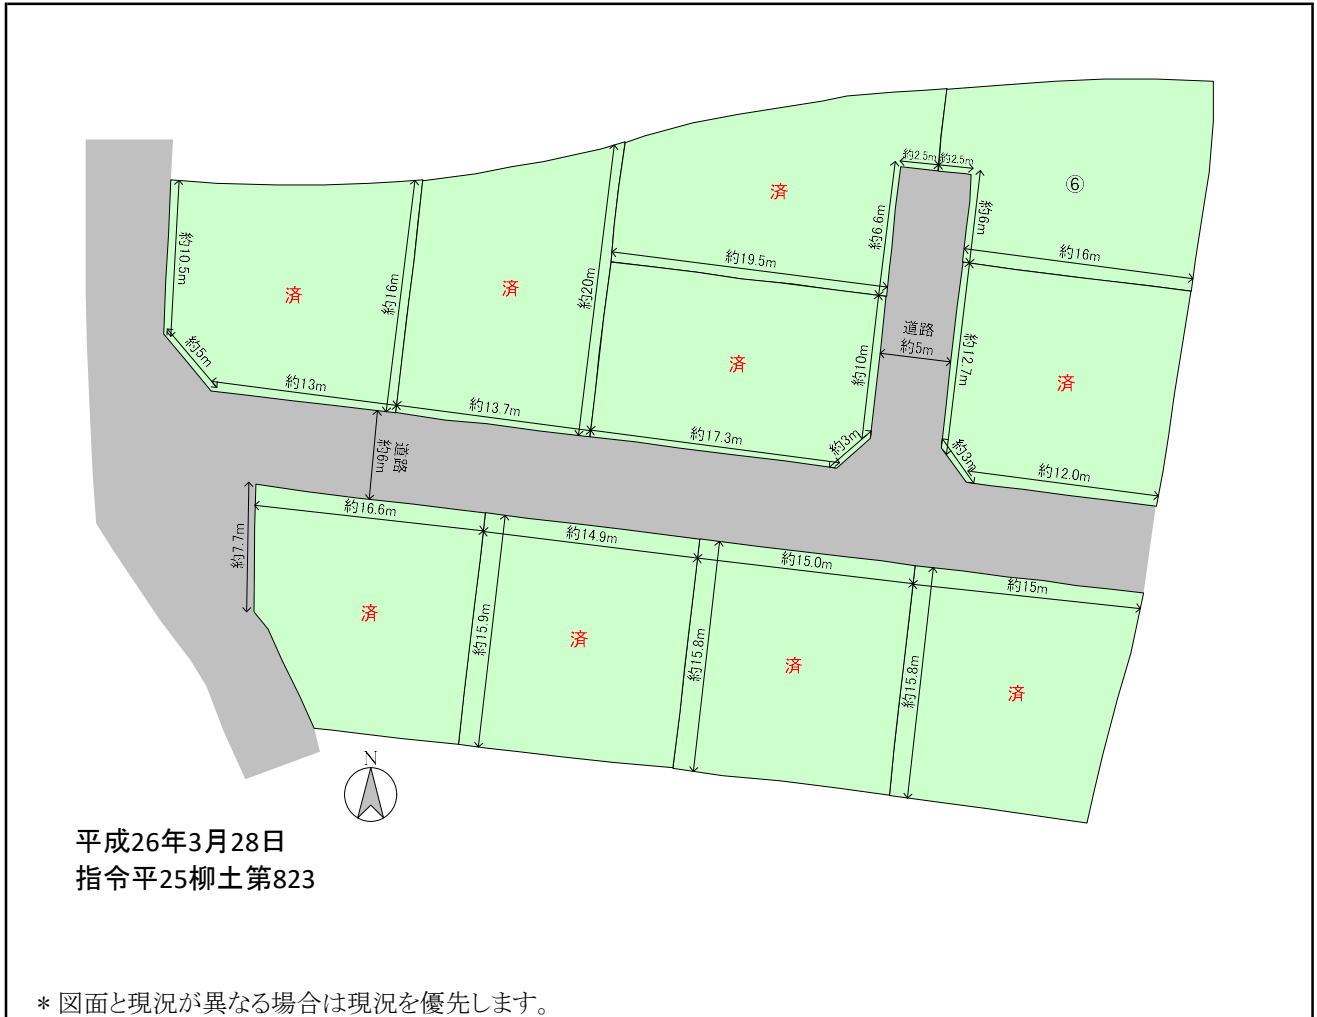 約2.5m
約2.5m
済
⑥
約10.5m
約9.6m
約6m
約16m
約19.5m
約16m
約20m
済
済
道路
約5m
済
約10m
約12.7m
済
約5m
約13m
約13.7m
約17.3m
約3m
約3m
約12.0m
道路
約6m
約7.7m
約16.6m
約14.9m
約15.0m
約15m
済
約15.9m
済
約15.8m
済
約15.8m
済
N
平成26年3月28日
指令平25柳土第823
* 図面と現況が異なる場合は現況を優先します。